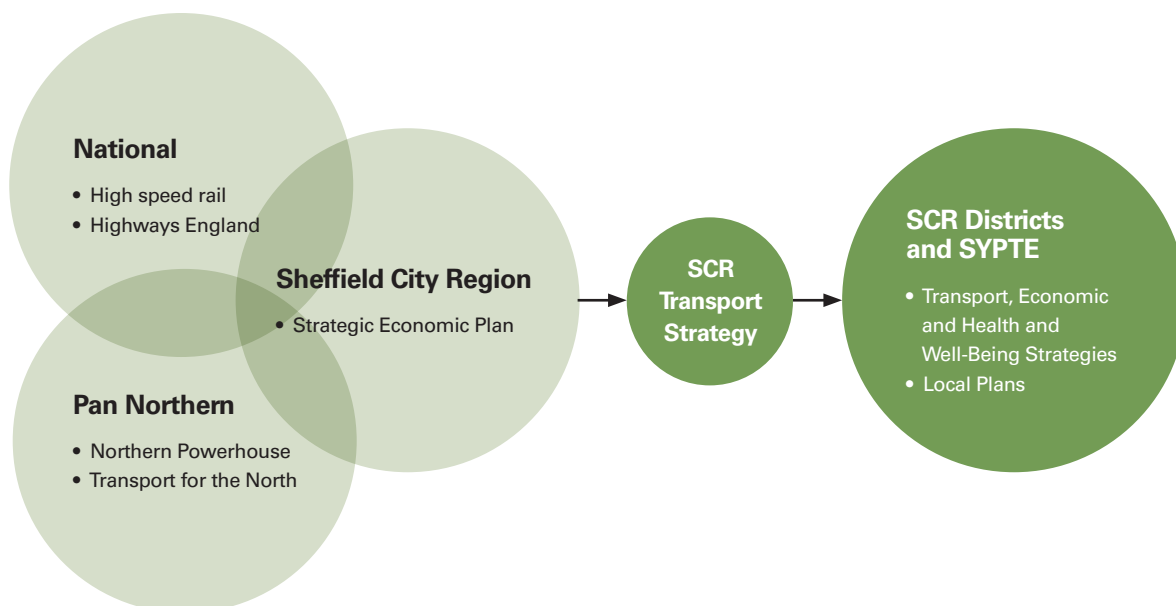 National
• High speed rail
• Highways England
Sheffield City Region
• Strategic Economic Plan
Pan Northern
• Northern Powerhouse
• Transport for the North
SCR
Transport
Strategy
SCR Districts
and SYPTE
• Transport, Economic
and Health and
Well-Being Strategies
• Local Plans